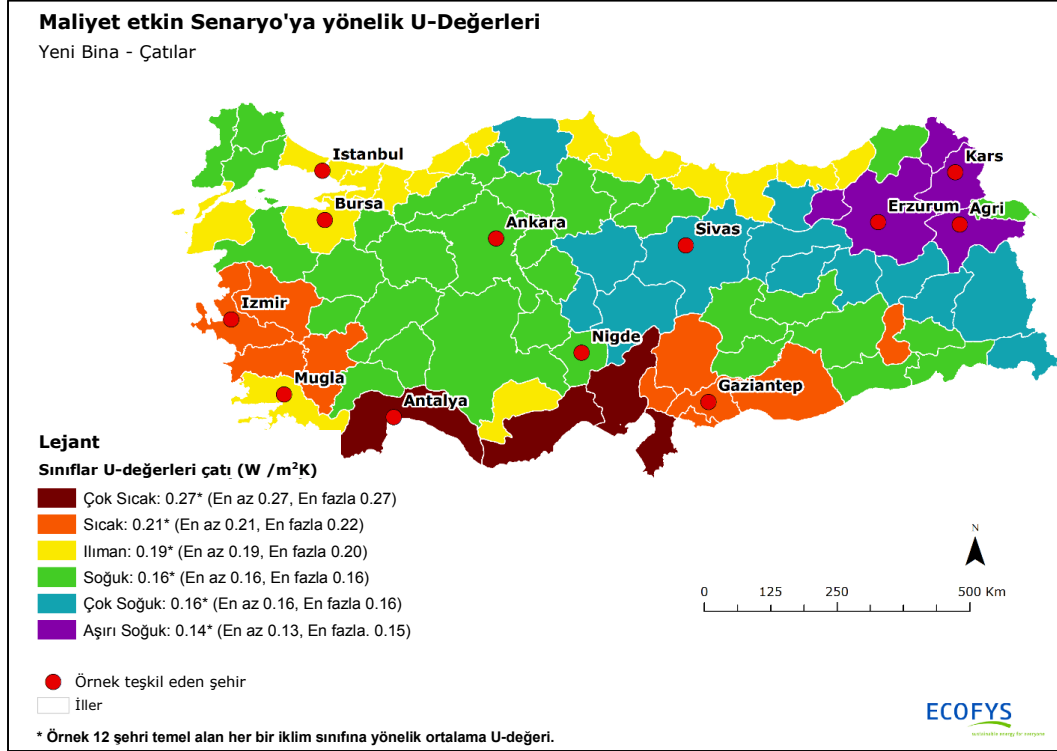 Maliyet etkin Senaryo'ya yönelik U-Değerleri
Yeni Bina - Çatılar
Istanbul
Kars
Bursa
Erzurum
Agri
Ankara
Sivas
Izmir
Nigde
Mugla
Antalya
Gaziantep
Lejant
Sınıflar U-değerleri çatı (W /m²K)
Çok Sıcak: 0.27* (En az 0.27, En fazla 0.27)
Sıcak: 0.21* (En az 0.21, En fazla 0.22)
Ilıman: 0.19* (En az 0.19, En fazla 0.20)
Soğuk: 0.16* (En az 0.16, En fazla 0.16)
Çok Soğuk: 0.16* (En az 0.16, En fazla 0.16)
Aşırı Soğuk: 0.14* (En az 0.13, En fazla. 0.15)
N
0 125 250 500 Km
Örnek teşkil eden şehir
İller
* Örnek 12 şehri temel alan her bir iklim sınıfına yönelik ortalama U-değeri.
ECOFYS
sustainable energy for everyone